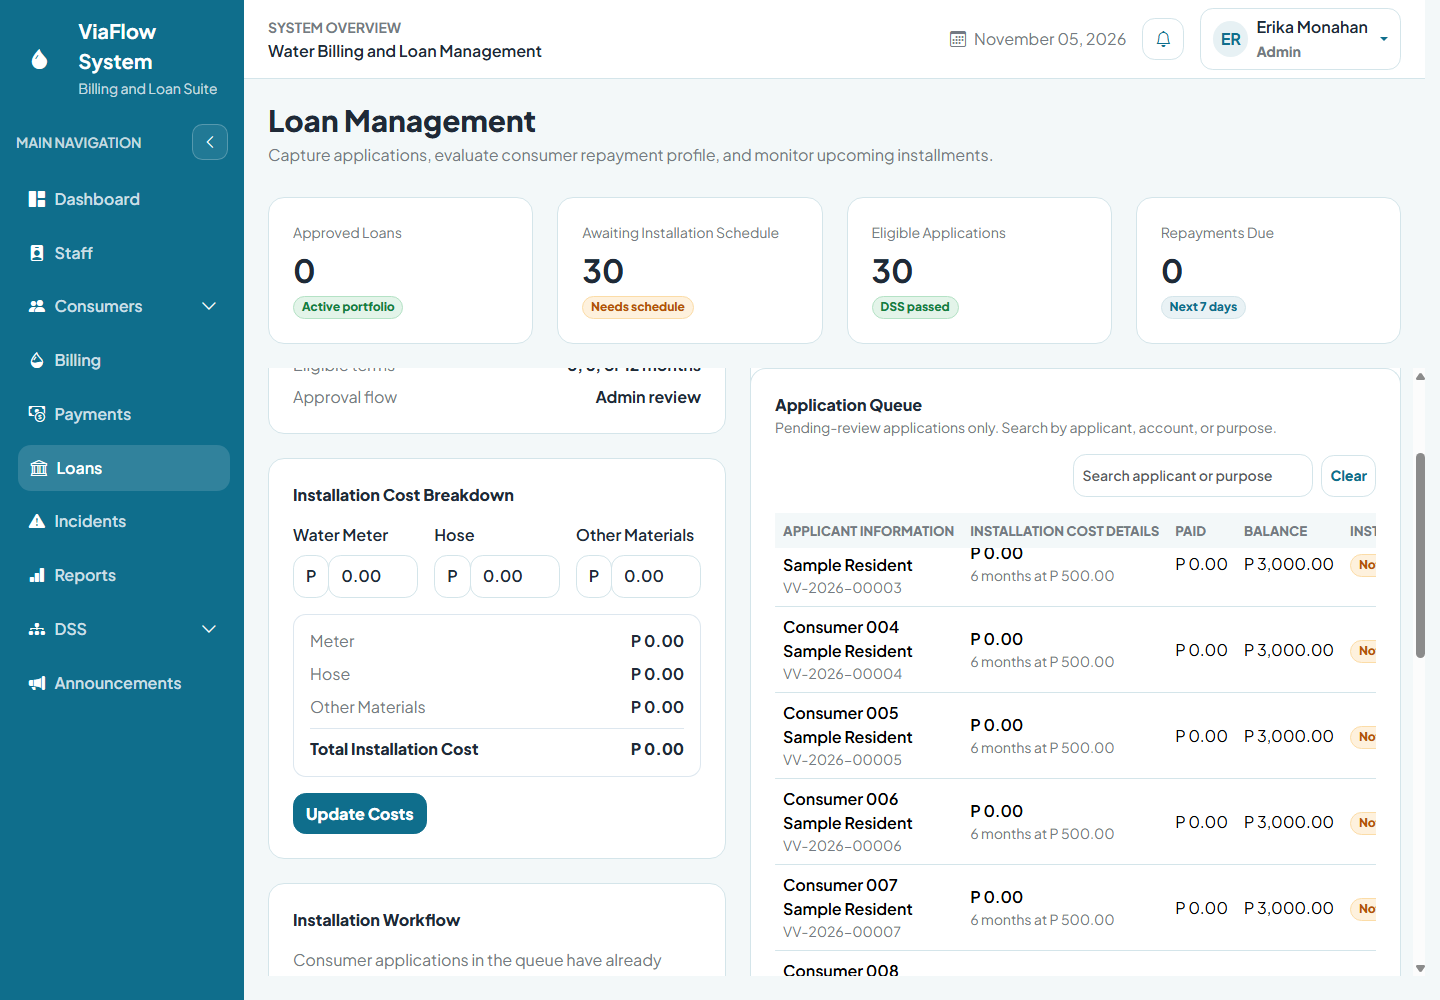 ViaFlow
System
Billing and Loan Suite
MAIN NAVIGATION
Dashboard
Staff
Consumers
Billing
Payments
Loans
Incidents
Reports
DSS
Announcements
SYSTEM OVERVIEW
Water Billing and Loan Management
November 05, 2026
ER
Erika Monahan
Admin
Loan Management
Capture applications, evaluate consumer repayment profile, and monitor upcoming installments.
Approved Loans
0
Active portfolio
Awaiting Installation Schedule
30
Needs schedule
Eligible Applications
30
DSS passed
Repayments Due
0
Next 7 days
Eligible terms
Approval flow Admin review
Installation Cost Breakdown
Water Meter Hose Other Materials
P 0.00 P 0.00 P 0.00
Meter P 0.00
Hose P 0.00
Other Materials P 0.00
Total Installation Cost P 0.00
Update Costs
Installation Workflow
Consumer applications in the queue have already
Application Queue
Pending-review applications only. Search by applicant, account, or purpose.
Search applicant or purpose Clear
APPLICANT INFORMATION INSTALLATION COST DETAILS PAID BALANCE INST
Sample Resident
VV-2026-00003
P 0.00
6 months at P 500.00
P 0.00 P 3,000.00 No
Consumer 004
Sample Resident
VV-2026-00004
P 0.00
6 months at P 500.00
P 0.00 P 3,000.00 No
Consumer 005
Sample Resident
VV-2026-00005
P 0.00
6 months at P 500.00
P 0.00 P 3,000.00 No
Consumer 006
Sample Resident
VV-2026-00006
P 0.00
6 months at P 500.00
P 0.00 P 3,000.00 No
Consumer 007
Sample Resident
VV-2026-00007
P 0.00
6 months at P 500.00
P 0.00 P 3,000.00 No
Consumer 008